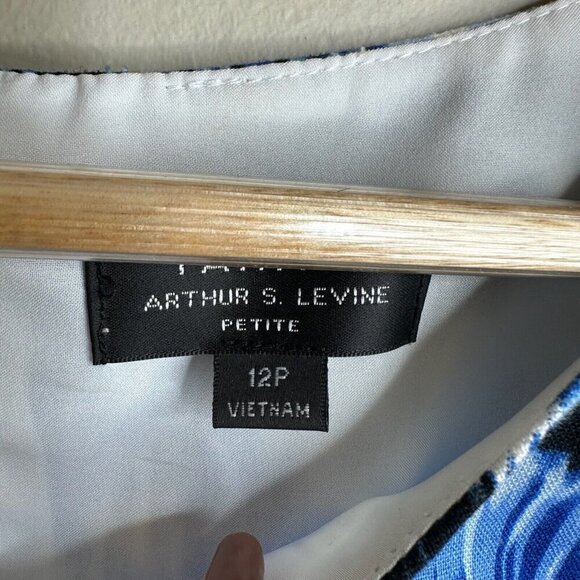 ARTHUR S. LEVINE
PETITE
12P
VIETNAM